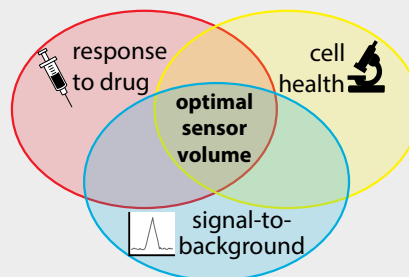 response
to drug
cell
health
optimal
sensor
volume
signal-to-
background